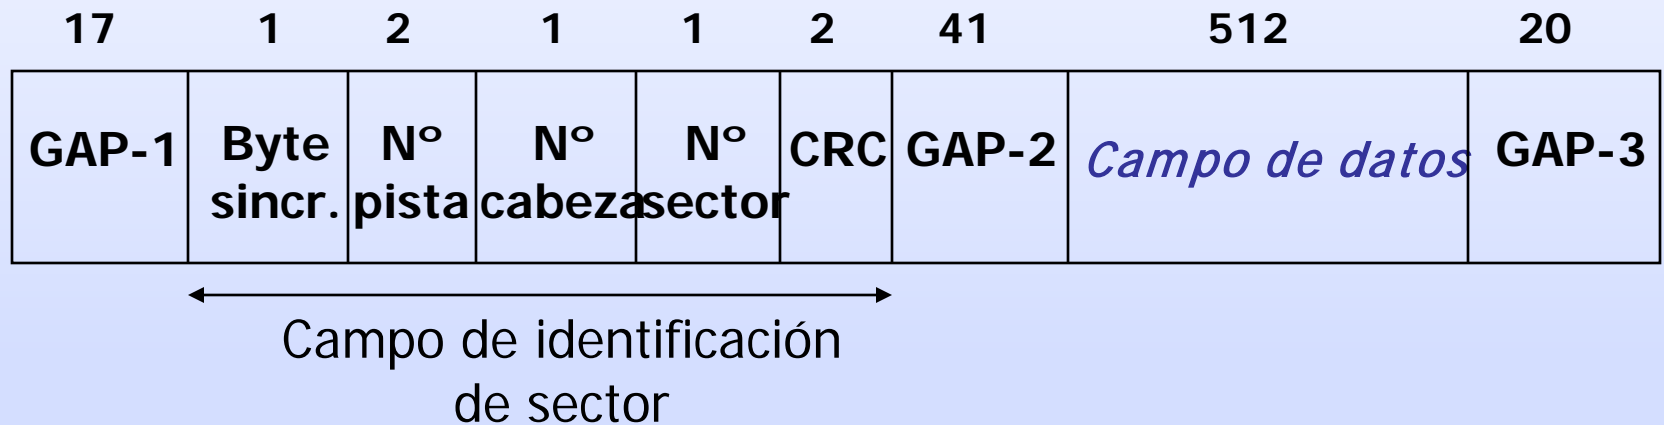 17 1 2 1 1 2 41 512 20
GAP-1 Byte Nº Nº Nº CRC GAP-2 Campo de datos GAP-3
sincr. pista cabeza sector
Campo de identificación
de sector